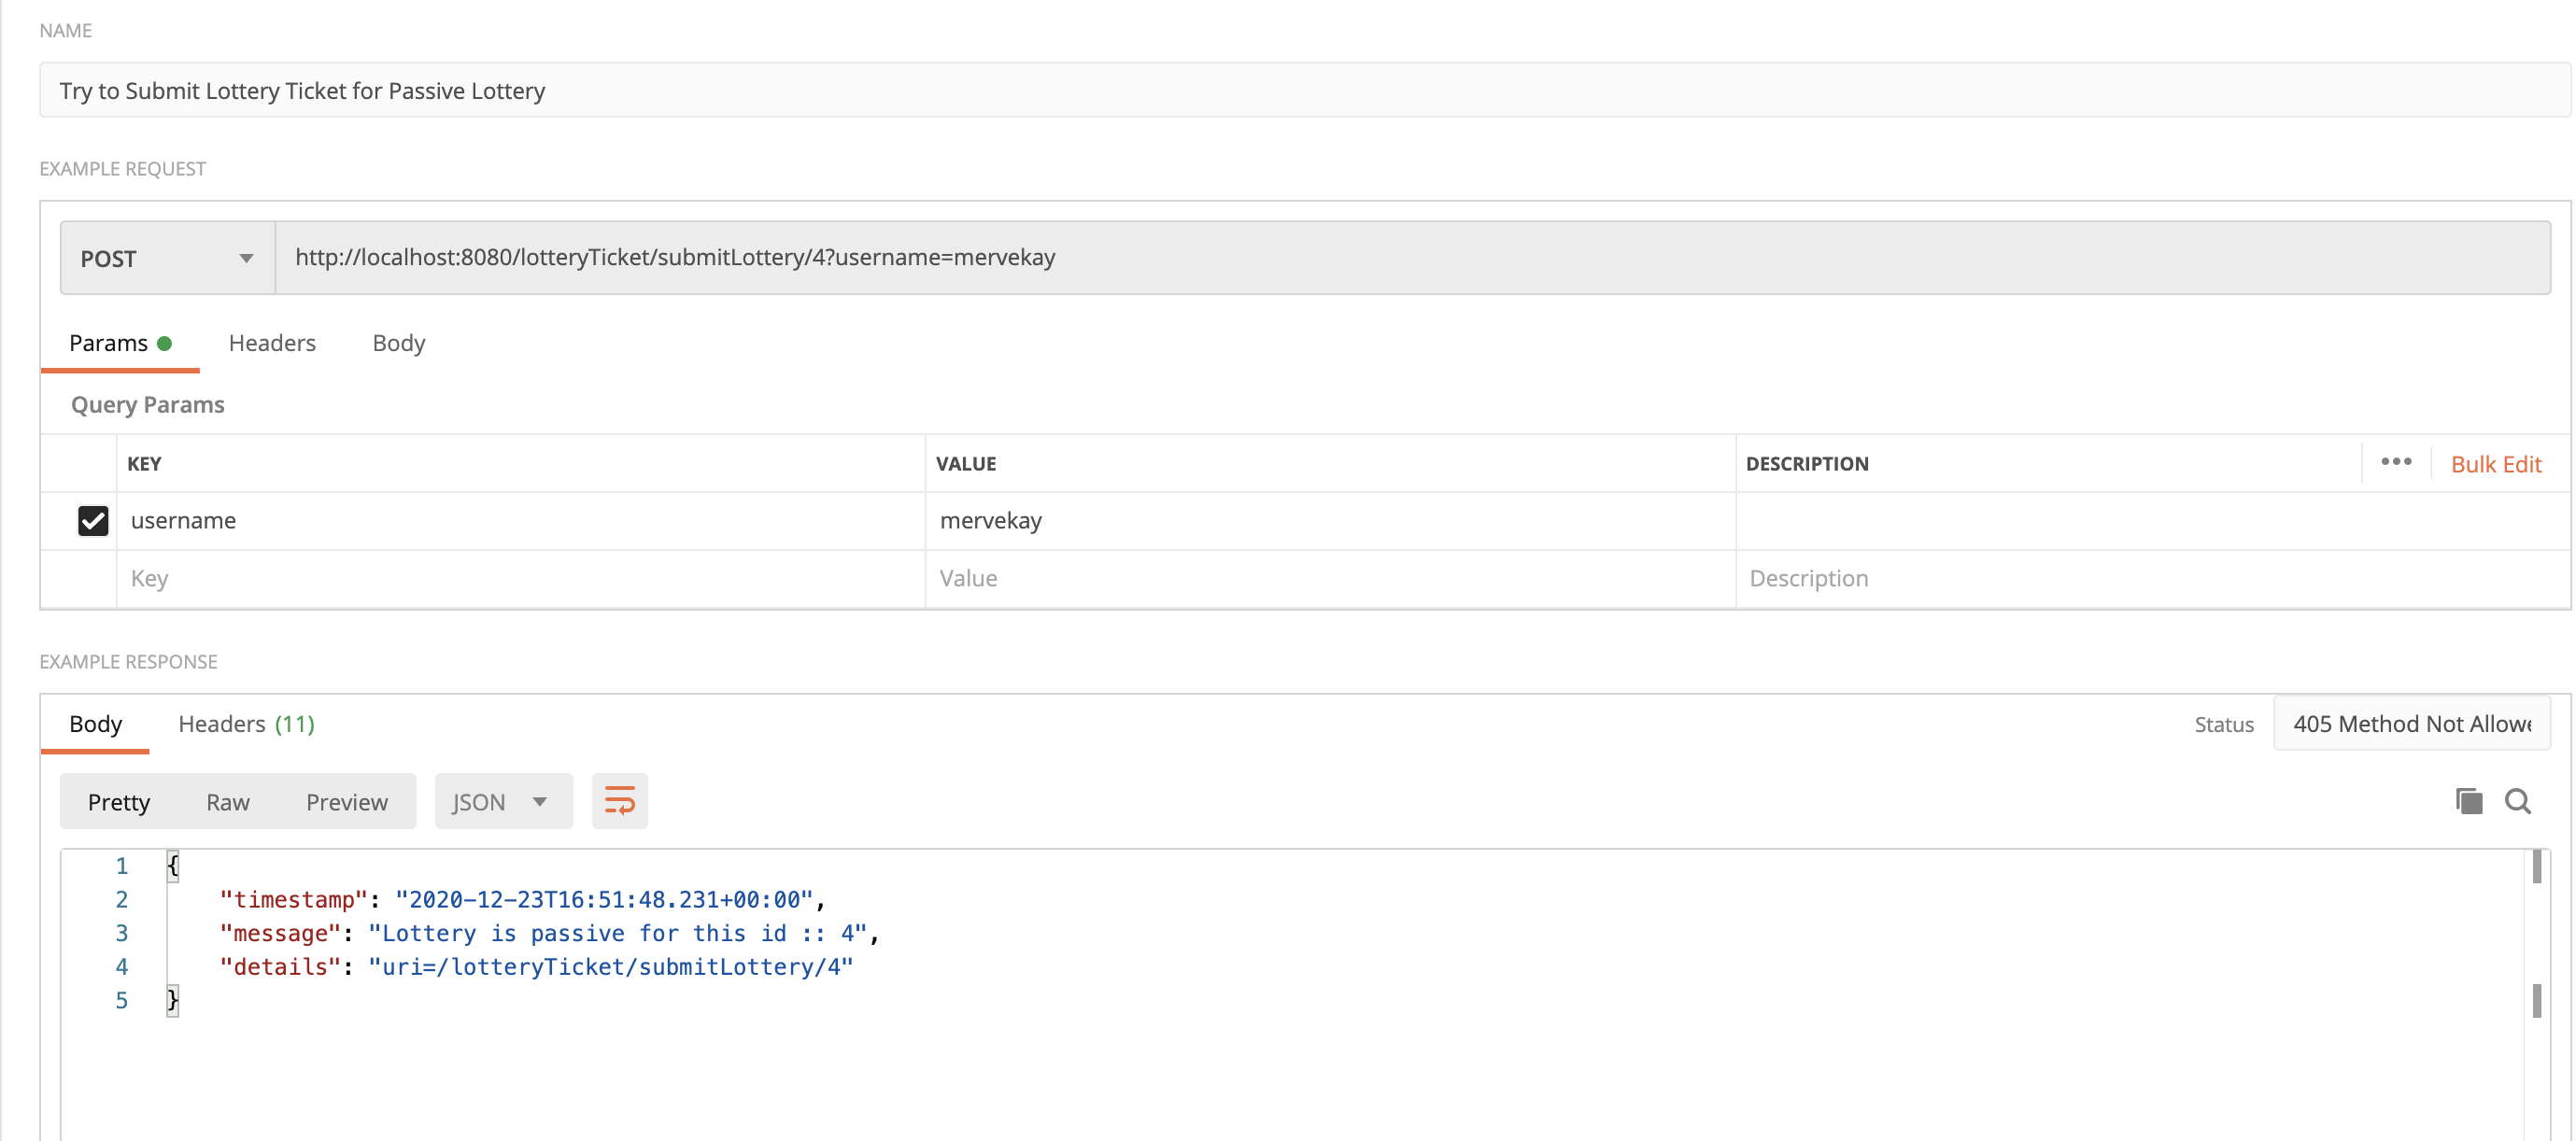 NAME
Try to Submit Lottery Ticket for Passive Lottery
EXAMPLE REQUEST
POST http://localhost:8080/lotteryTicket/submitLottery/4?username=mervekay
Params Headers Body
Query Params
KEY VALUE DESCRIPTION ••• Bulk Edit
username mervekay
Key Value Description
EXAMPLE RESPONSE
Body Headers (11) Status 405 Method Not Allowe
Pretty Raw Preview JSON
1 {
2 "timestamp": "2020-12-23T16:51:48.231+00:00",
3 "message": "Lottery is passive for this id :: 4",
4 "details": "uri=/lotteryTicket/submitLottery/4"
5 }